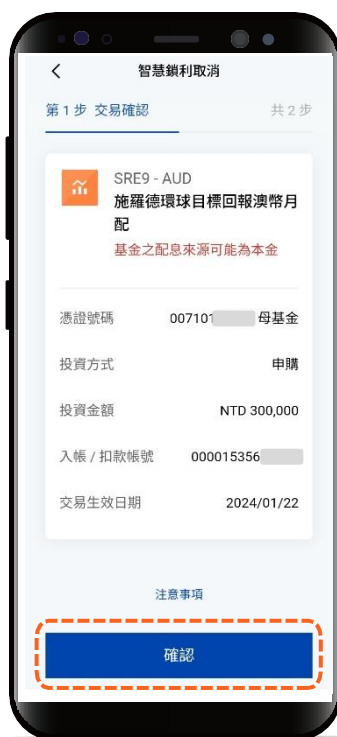 智慧鎖利取消
第 1 步 交易確認 共 2 步
SRE9 - AUD
施羅德環球目標回報澳幣月
配
基金之配息來源可能為本金
憑證號碼 007101 母基金
投資方式 申購
投資金額 NTD 300,000
入帳 / 扣款帳號 000015356
交易生效日期 2024/01/22
注意事項
確認